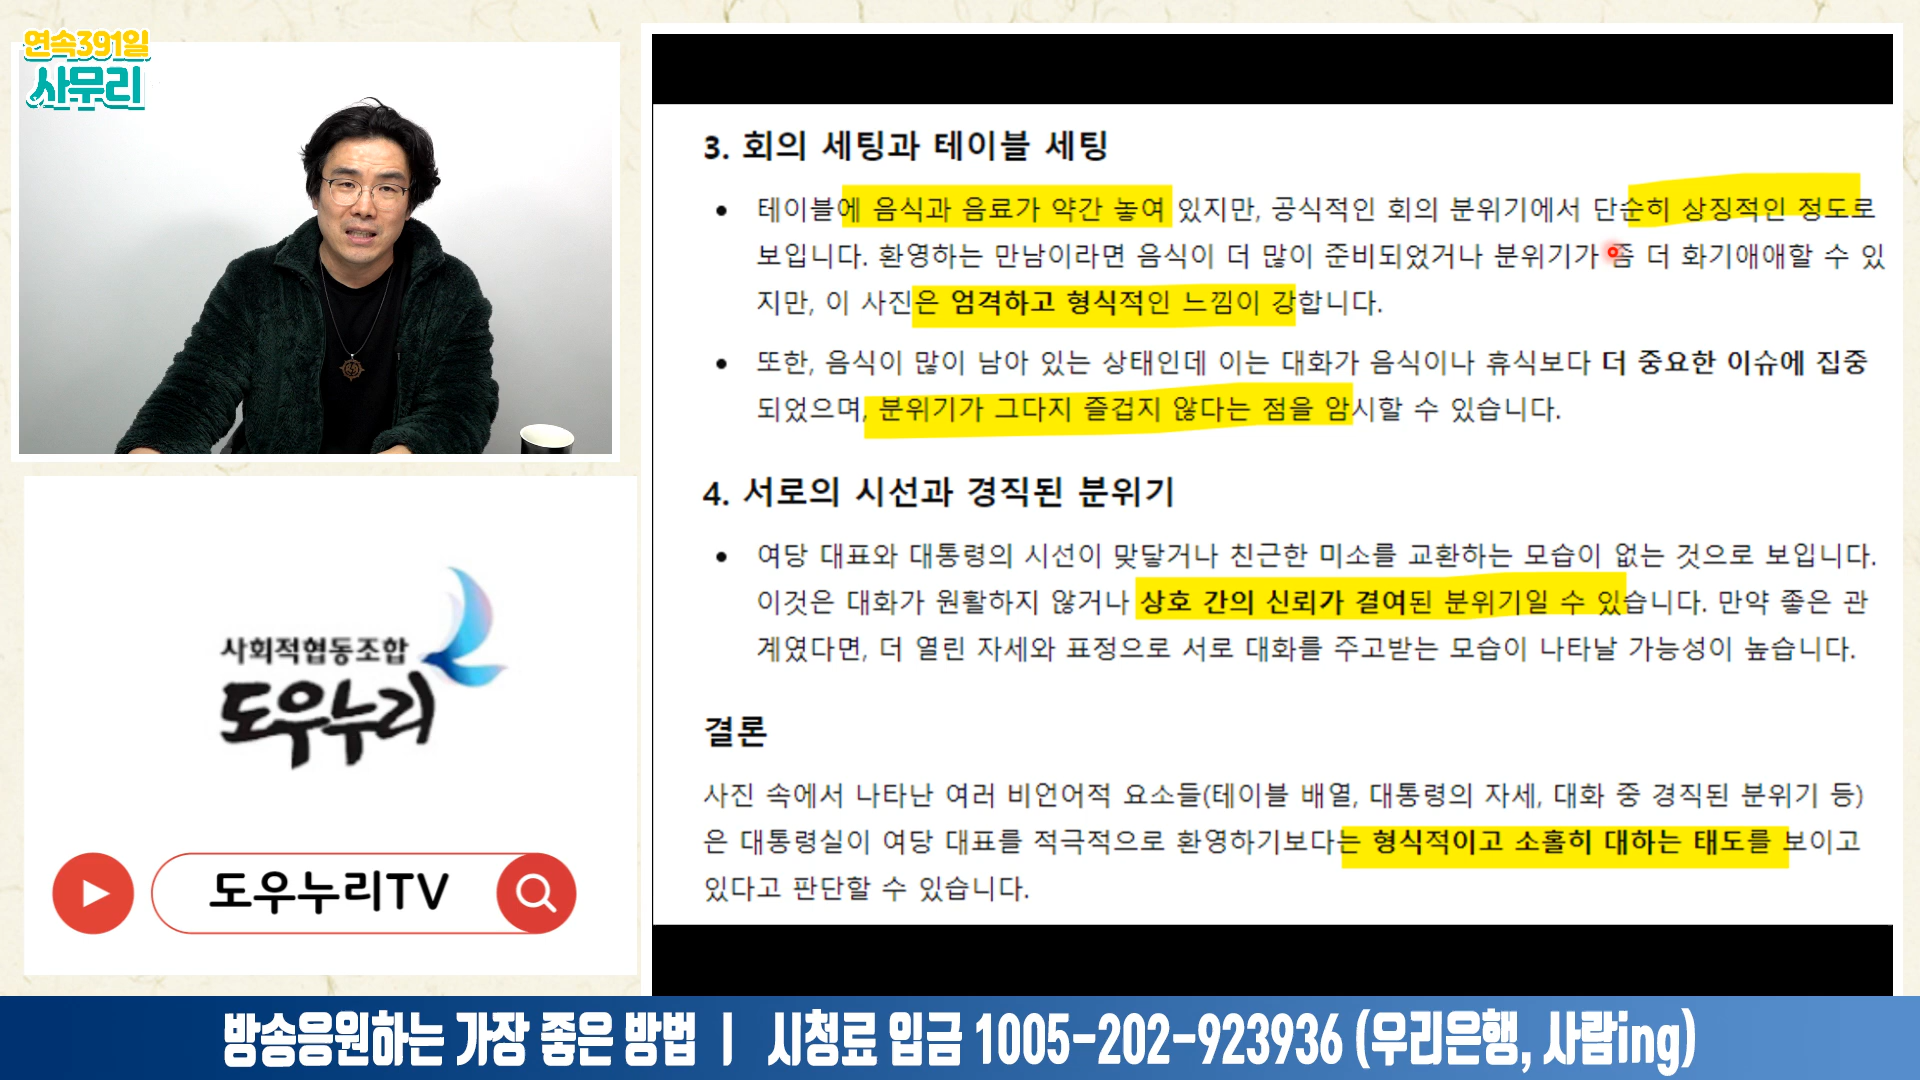 연속391일
사무리
3. 회의 세팅과 테이블 세팅
• 테이블에 음식과 음료가 약간 놓여 있지만, 공식적인 회의 분위기에서 단순히 상징적인 정도로
보입니다. 환영하는 만남이라면 음식이 더 많이 준비되었거나 분위기가 좀 더 화기애애할 수 있
지만, 이 사진은 엄격하고 형식적인 느낌이 강합니다.
• 또한, 음식이 많이 남아 있는 상태인데 이는 대화가 음식이나 휴식보다 더 중요한 이슈에 집중
되었으며, 분위기가 그다지 즐겁지 않다는 점을 암시할 수 있습니다.
4. 서로의 시선과 경직된 분위기
• 여당 대표와 대통령의 시선이 맞닿거나 친근한 미소를 교환하는 모습이 없는 것으로 보입니다.
이것은 대화가 원활하지 않거나 상호 간의 신뢰가 결여된 분위기일 수 있습니다. 만약 좋은 관
계였다면, 더 열린 자세와 표정으로 서로 대화를 주고받는 모습이 나타날 가능성이 높습니다.
결론
사진 속에서 나타난 여러 비언어적 요소들(테이블 배열, 대통령의 자세, 대화 중 경직된 분위기 등)
은 대통령실이 여당 대표를 적극적으로 환영하기보다는 형식적이고 소홀히 대하는 태도를 보이고
있다고 판단할 수 있습니다.
사회적협동조합
도우누리
도우누리TV
방송응원하는 가장 좋은 방법 | 시청료 입금 1005-202-923936 (우리은행, 사람ing)